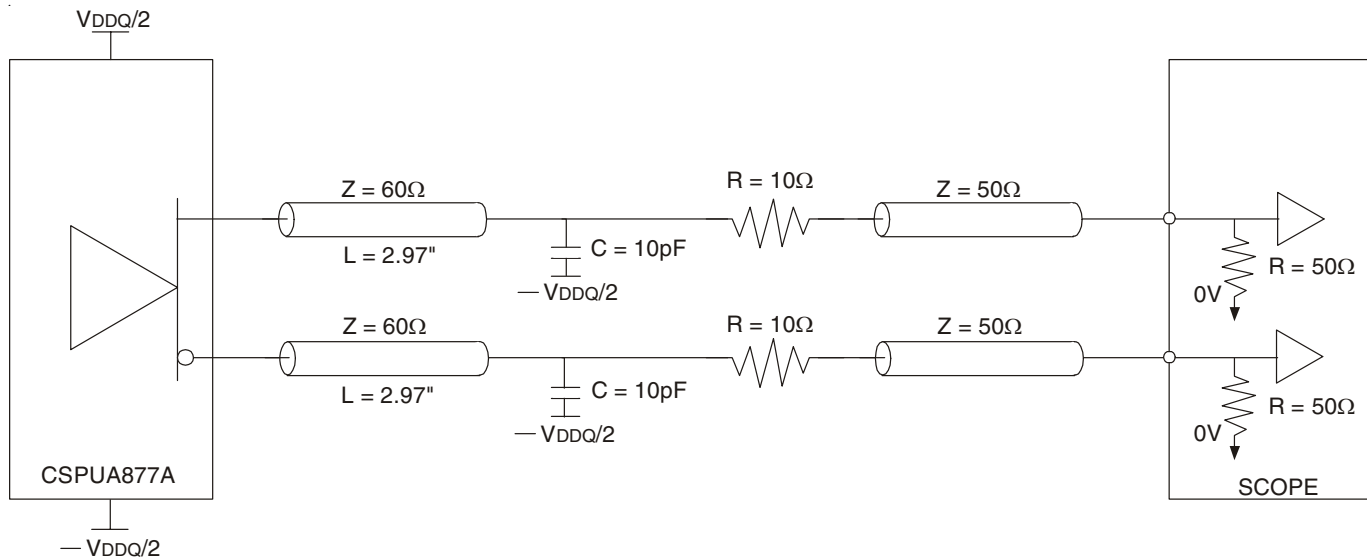 VDDQ/2
Z = 60Ω
R = 10Ω
Z = 50Ω
L = 2.97"
C = 10pF
R = 50Ω
— VDDQ/2
0V
Z = 60Ω
R = 10Ω
Z = 50Ω
L = 2.97"
C = 10pF
R = 50Ω
— VDDQ/2
0V
CSPUA877A
SCOPE
— VDDQ/2